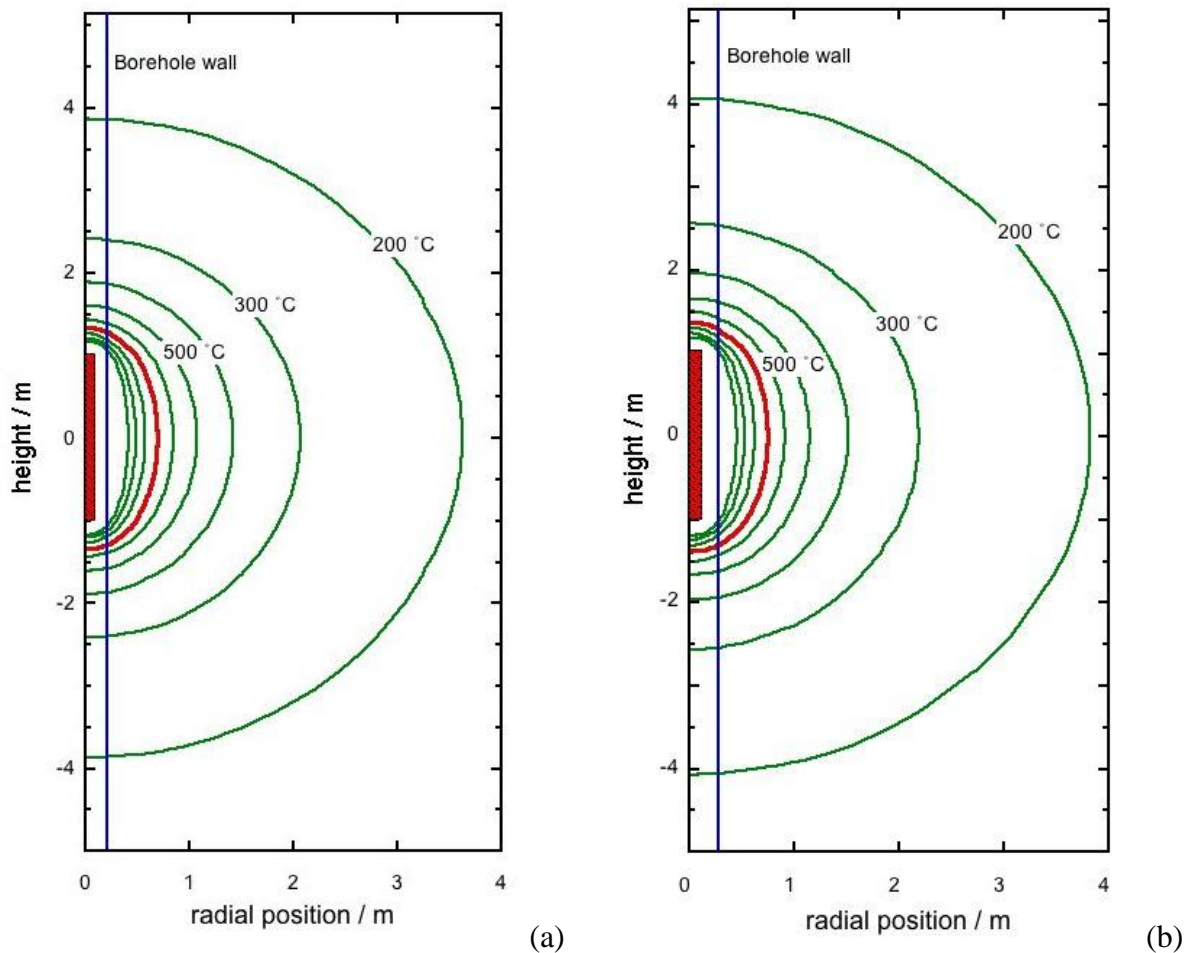 Borehole wall
4
2
0
-2
-4
200 ˚C
300 ˚C
500 ˚C
height / m
0 1 2 3 4
radial position / m
(a)
Borehole wall
4
2
0
-2
-4
200 ˚C
300 ˚C
500 ˚C
height / m
0 1 2 3 4
radial position / m
(b)